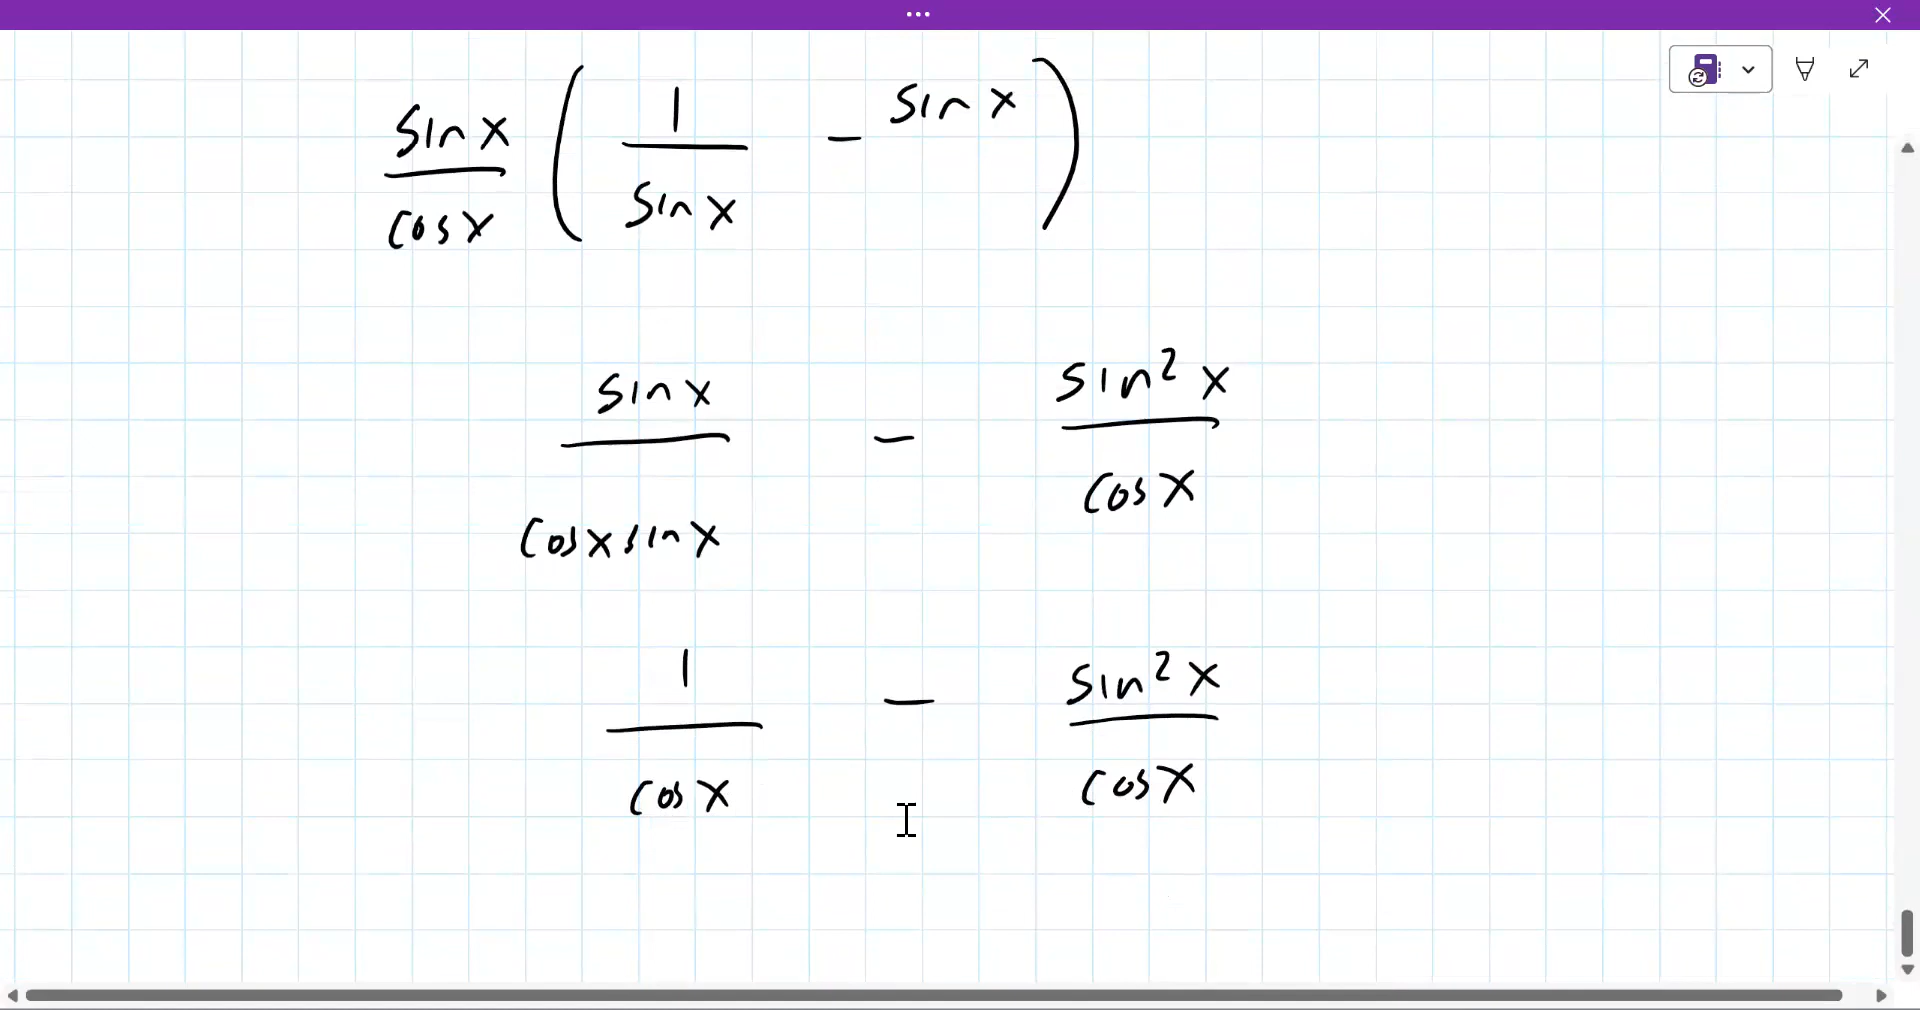 sin x / cos x ( 1 / sin x - sin x )
sin x / cos x sin x - sin² x / cos x
1 / cos x - sin² x / cos x